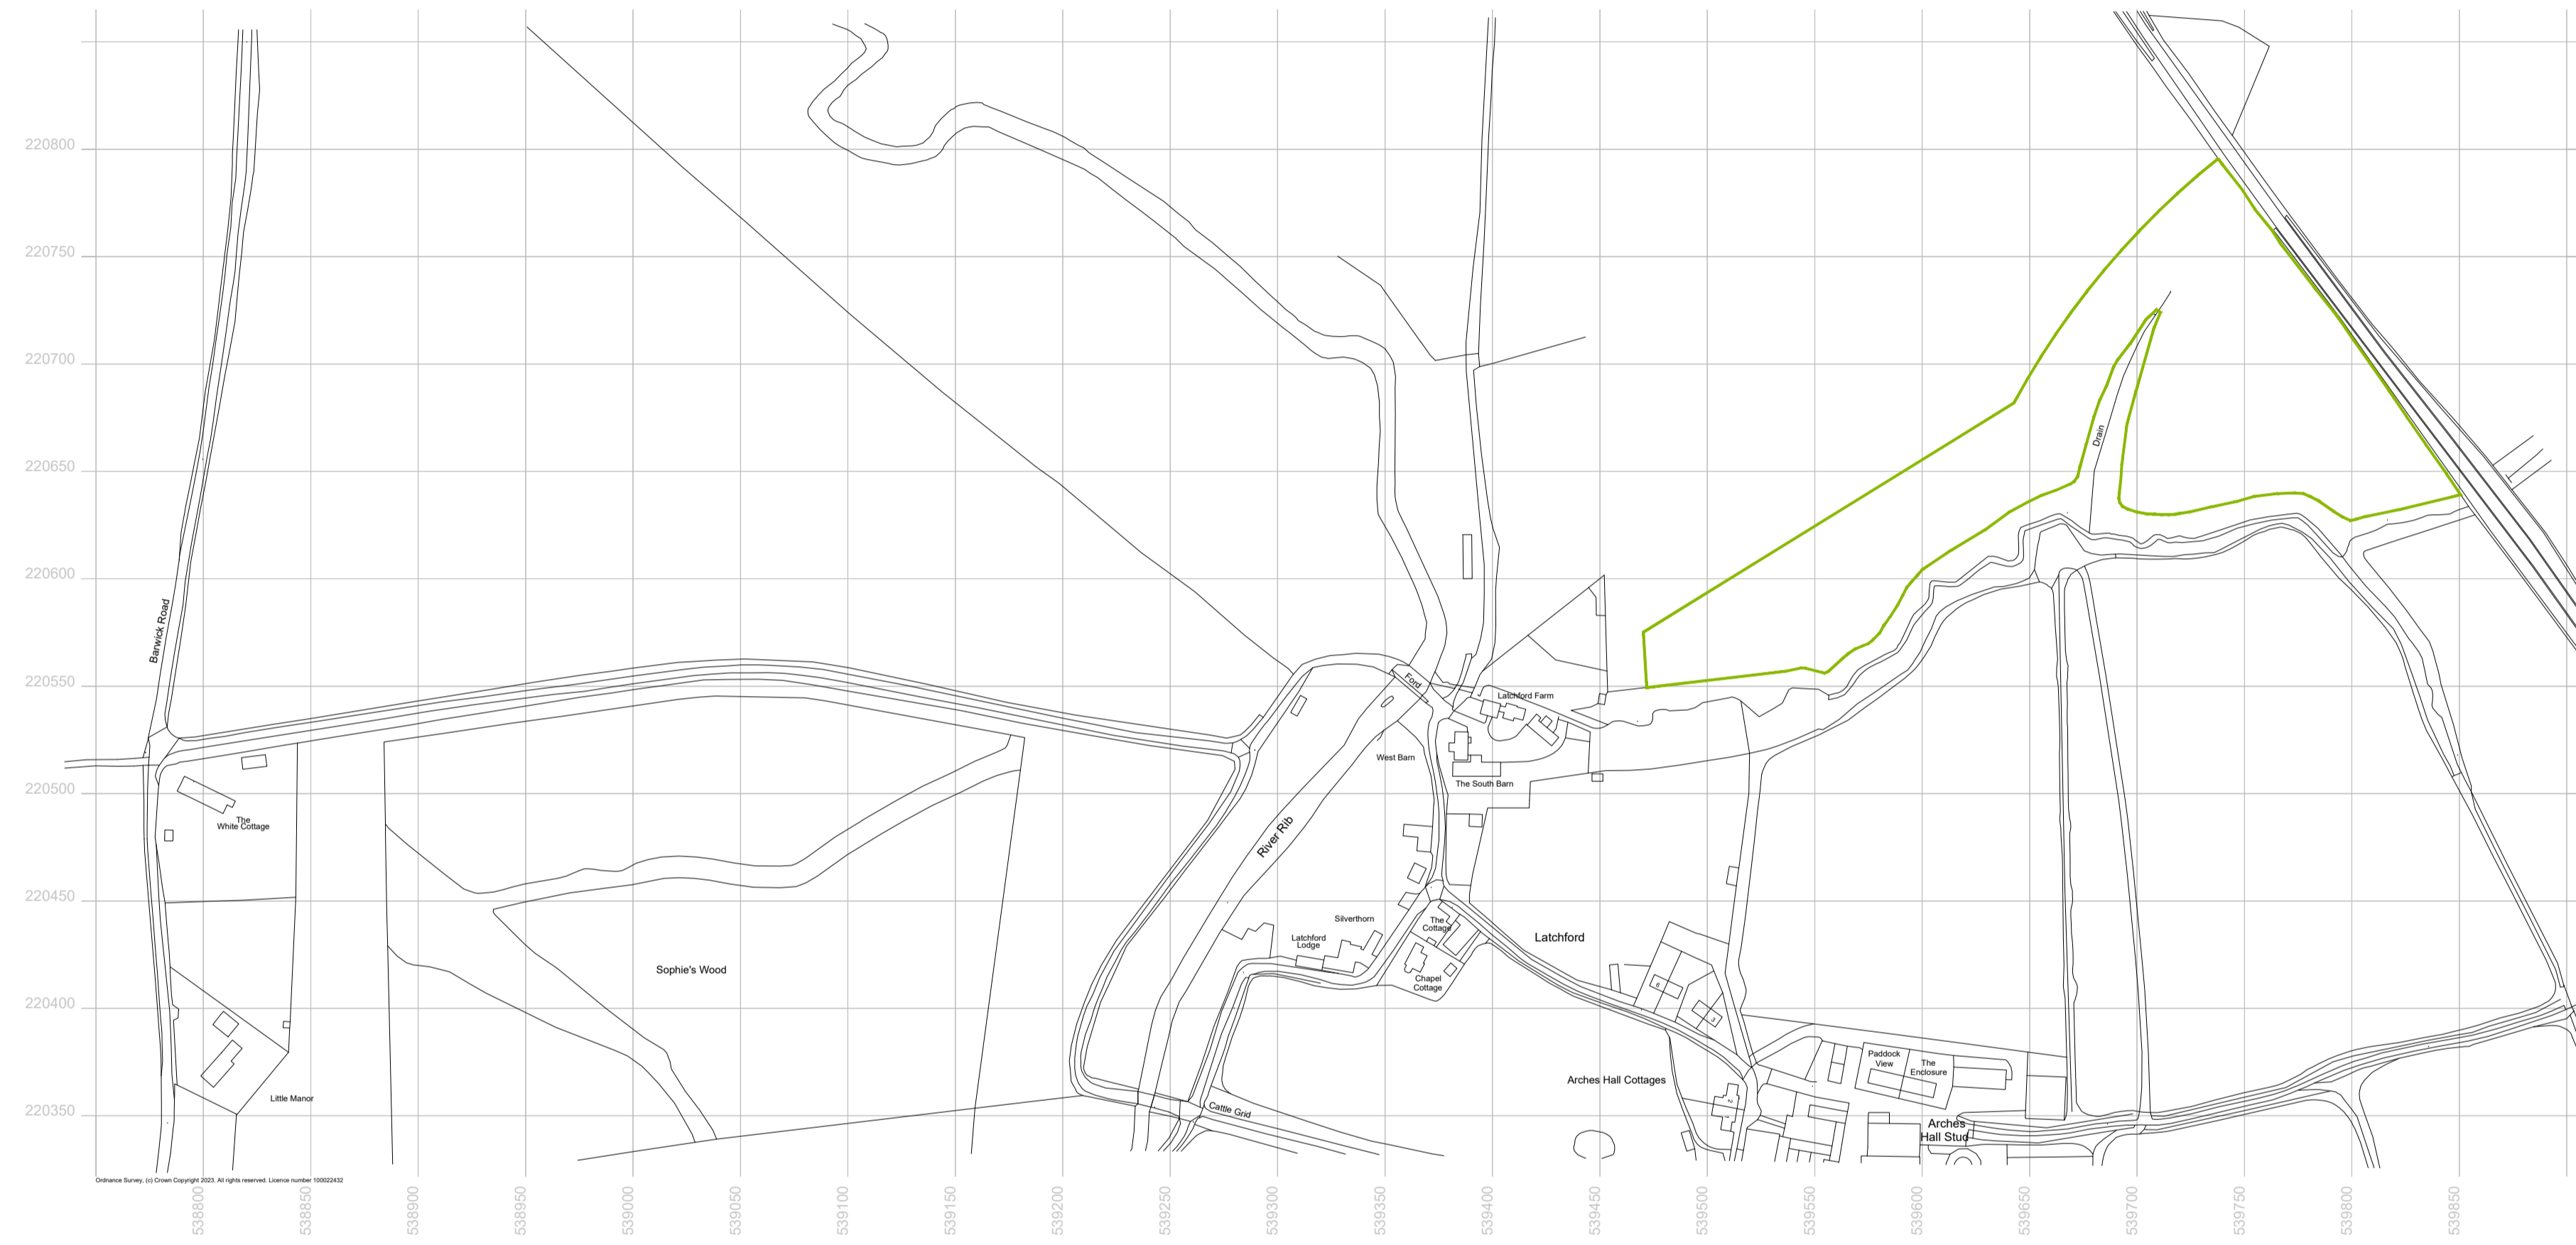 220800
220750
220700
220650
220600
220550
220500
220450
220400
220350
Drain
Barwick Road
Ford
Latchford Farm
West Barn
The South Barn
The
White Cottage
River Rib
Silverthorn
The
Cottage
Latchford
Lodge
Latchford
Sophie's Wood
Chapel
Cottage
6
3
Paddock
View
The
Enclosure
Arches Hall Cottages
Little Manor
Cattle Grid
2
1
Arches
Hall Stud
Ordnance Survey, (c) Crown Copyright 2023. All rights reserved. Licence number 100022432
538800
538850
538900
538950
539000
539050
539100
539150
539200
539250
539300
539350
539400
539450
539500
539550
539600
539650
539700
539750
539800
539850